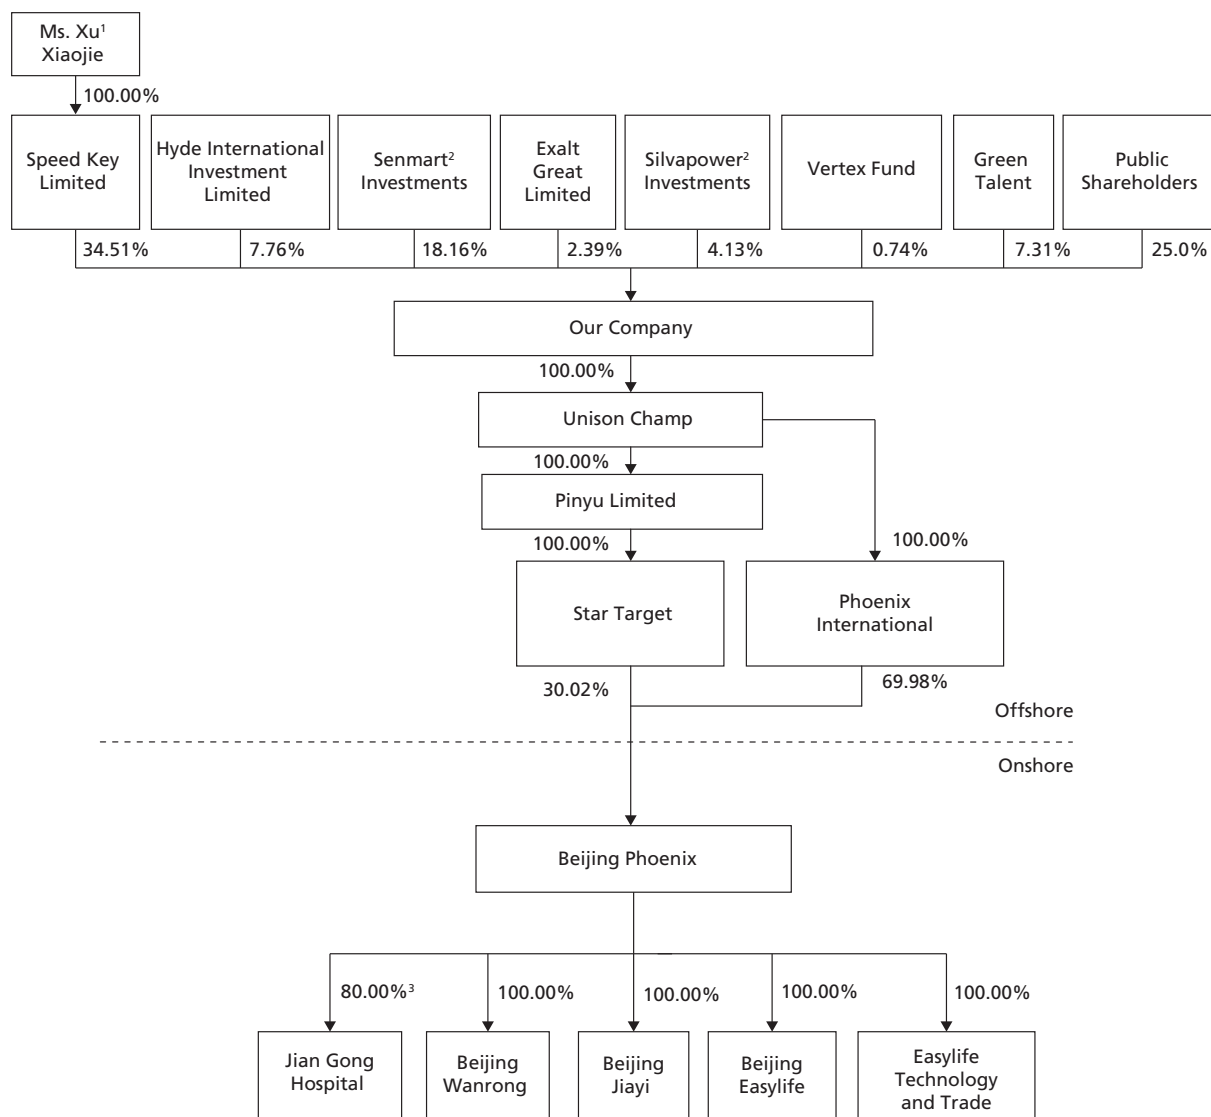 Ms. Xu¹
Xiaojie
100.00%
Speed Key
Limited
Hyde International
Investment
Limited
Senmart²
Investments
Exalt
Great
Limited
Silvapower²
Investments
Vertex Fund
Green
Talent
Public
Shareholders
34.51%
7.76%
18.16%
2.39%
4.13%
0.74%
7.31%
25.0%
Our Company
100.00%
Unison Champ
100.00%
Pinyu Limited
100.00%
100.00%
Star Target
Phoenix
International
30.02%
69.98%
Offshore
Onshore
Beijing Phoenix
80.00%³
100.00%
100.00%
100.00%
100.00%
Jian Gong
Hospital
Beijing
Wanrong
Beijing
Jiayi
Beijing
Easylife
Easylife
Technology
and Trade